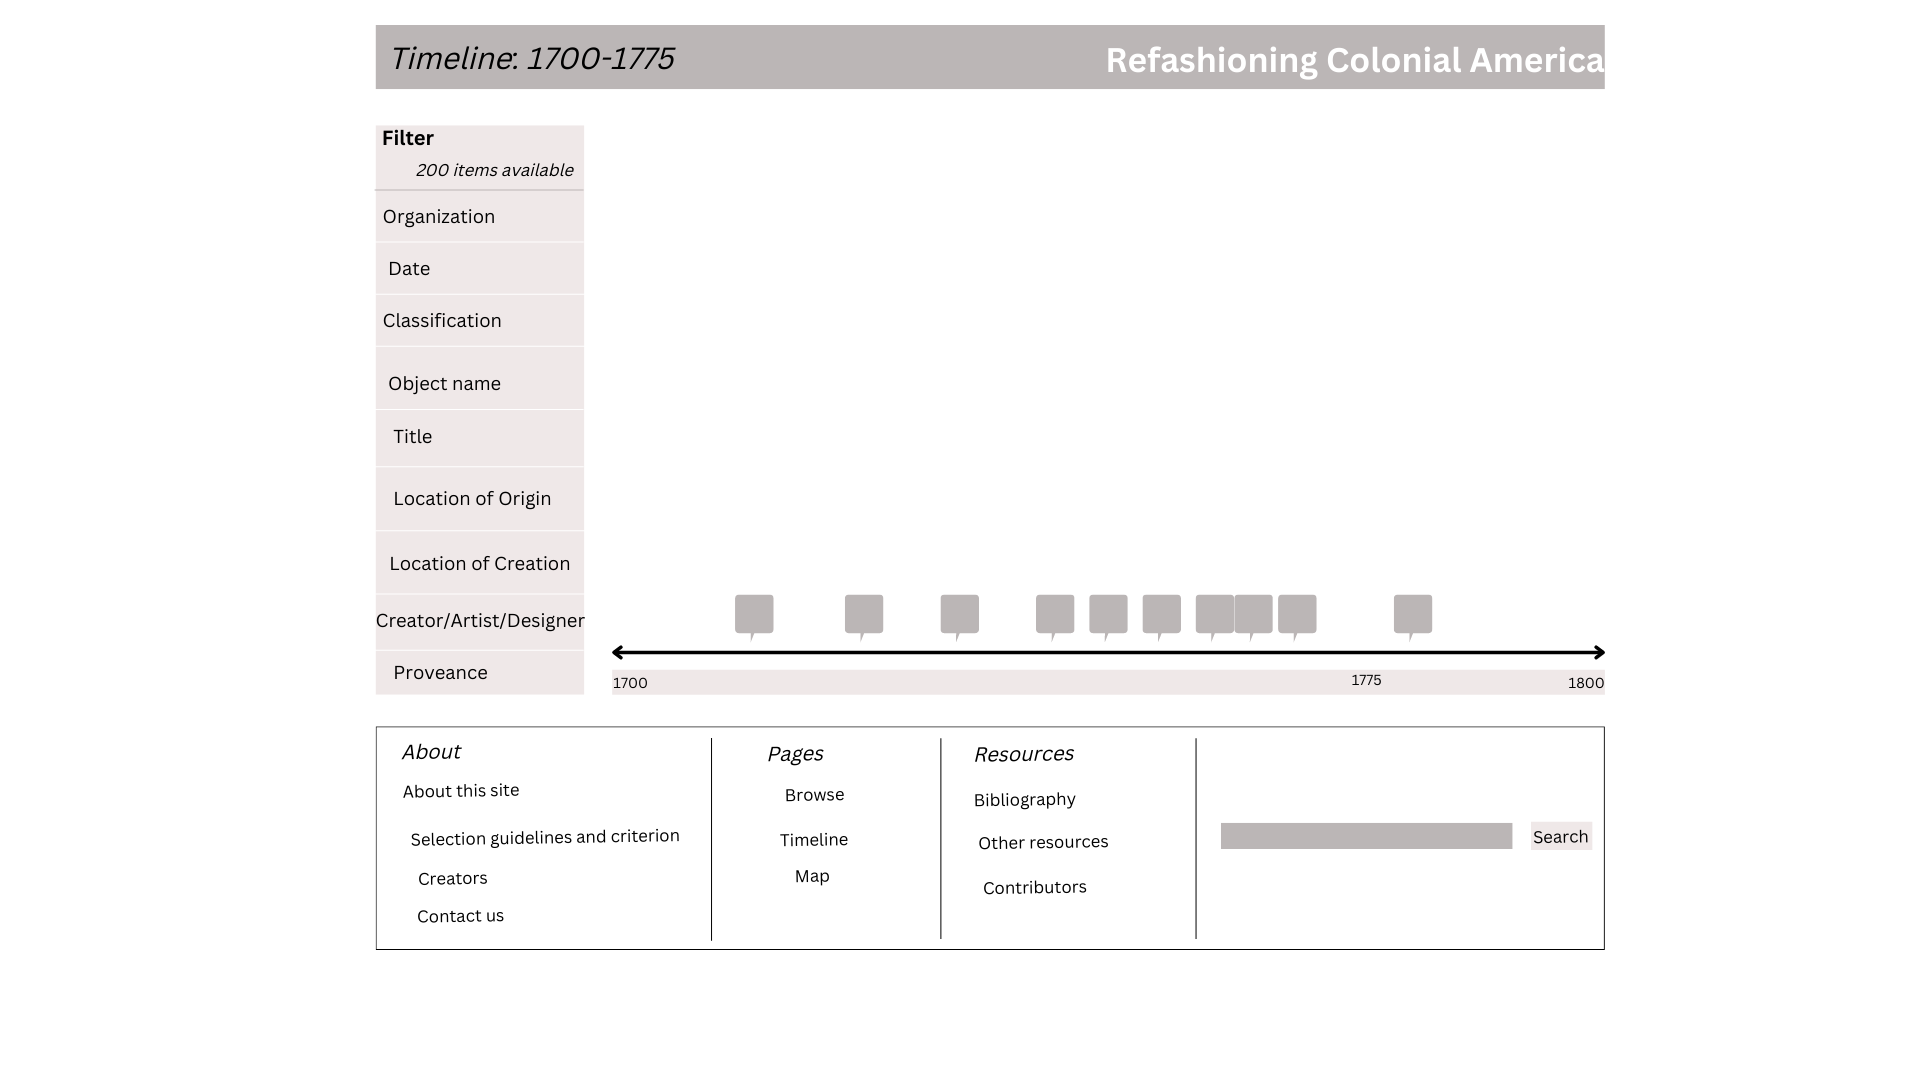 Timeline: 1700-1775
Refashioning Colonial America
Filter
200 items available
Organization
Date
Classification
Object name
Title
Location of Origin
Location of Creation
Creator/Artist/Designer
Proveance
1700
1775
1800
About
About this site
Selection guidelines and criterion
Creators
Contact us
Pages
Browse
Timeline
Map
Resources
Bibliography
Other resources
Contributors
Search